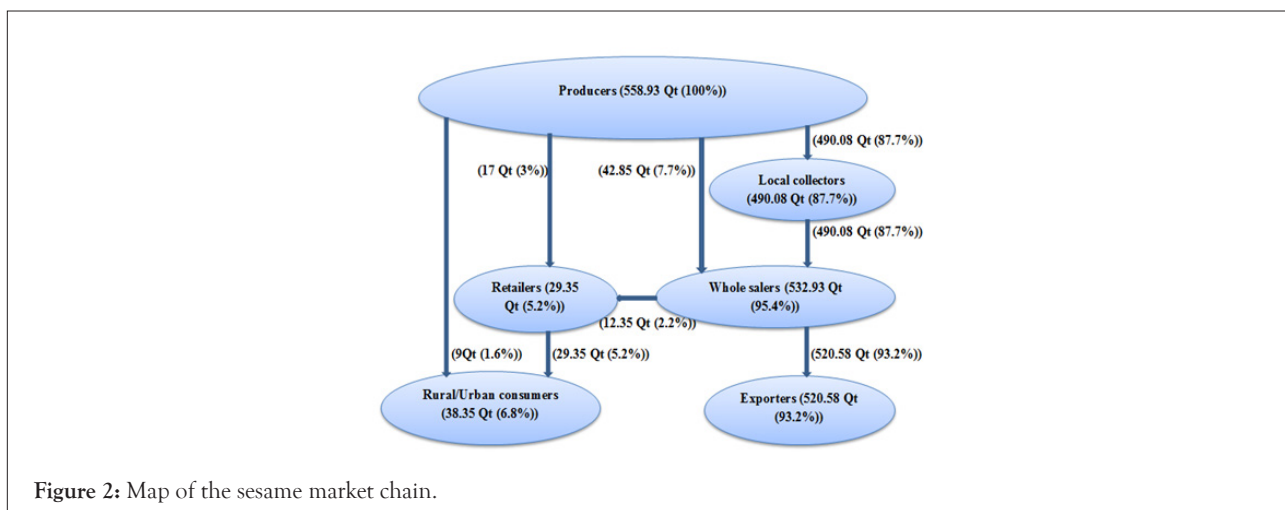 Producers (558.93 Qt (100%))
(490.08 Qt (87.7%))
(17 Qt (3%))
(42.85 Qt (7.7%))
Local collectors
(490.08 Qt (87.7%))
(490.08 Qt (87.7%))
Retailers (29.35
Qt (5.2%))
Whole salers (532.93 Qt
(95.4%))
(12.35 Qt (2.2%))
(9Qt (1.6%))
(29.35 Qt (5.2%))
(520.58 Qt (93.2%))
Rural/Urban consumers
(38.35 Qt (6.8%))
Exporters (520.58 Qt
(93.2%))
Figure 2: Map of the sesame market chain.